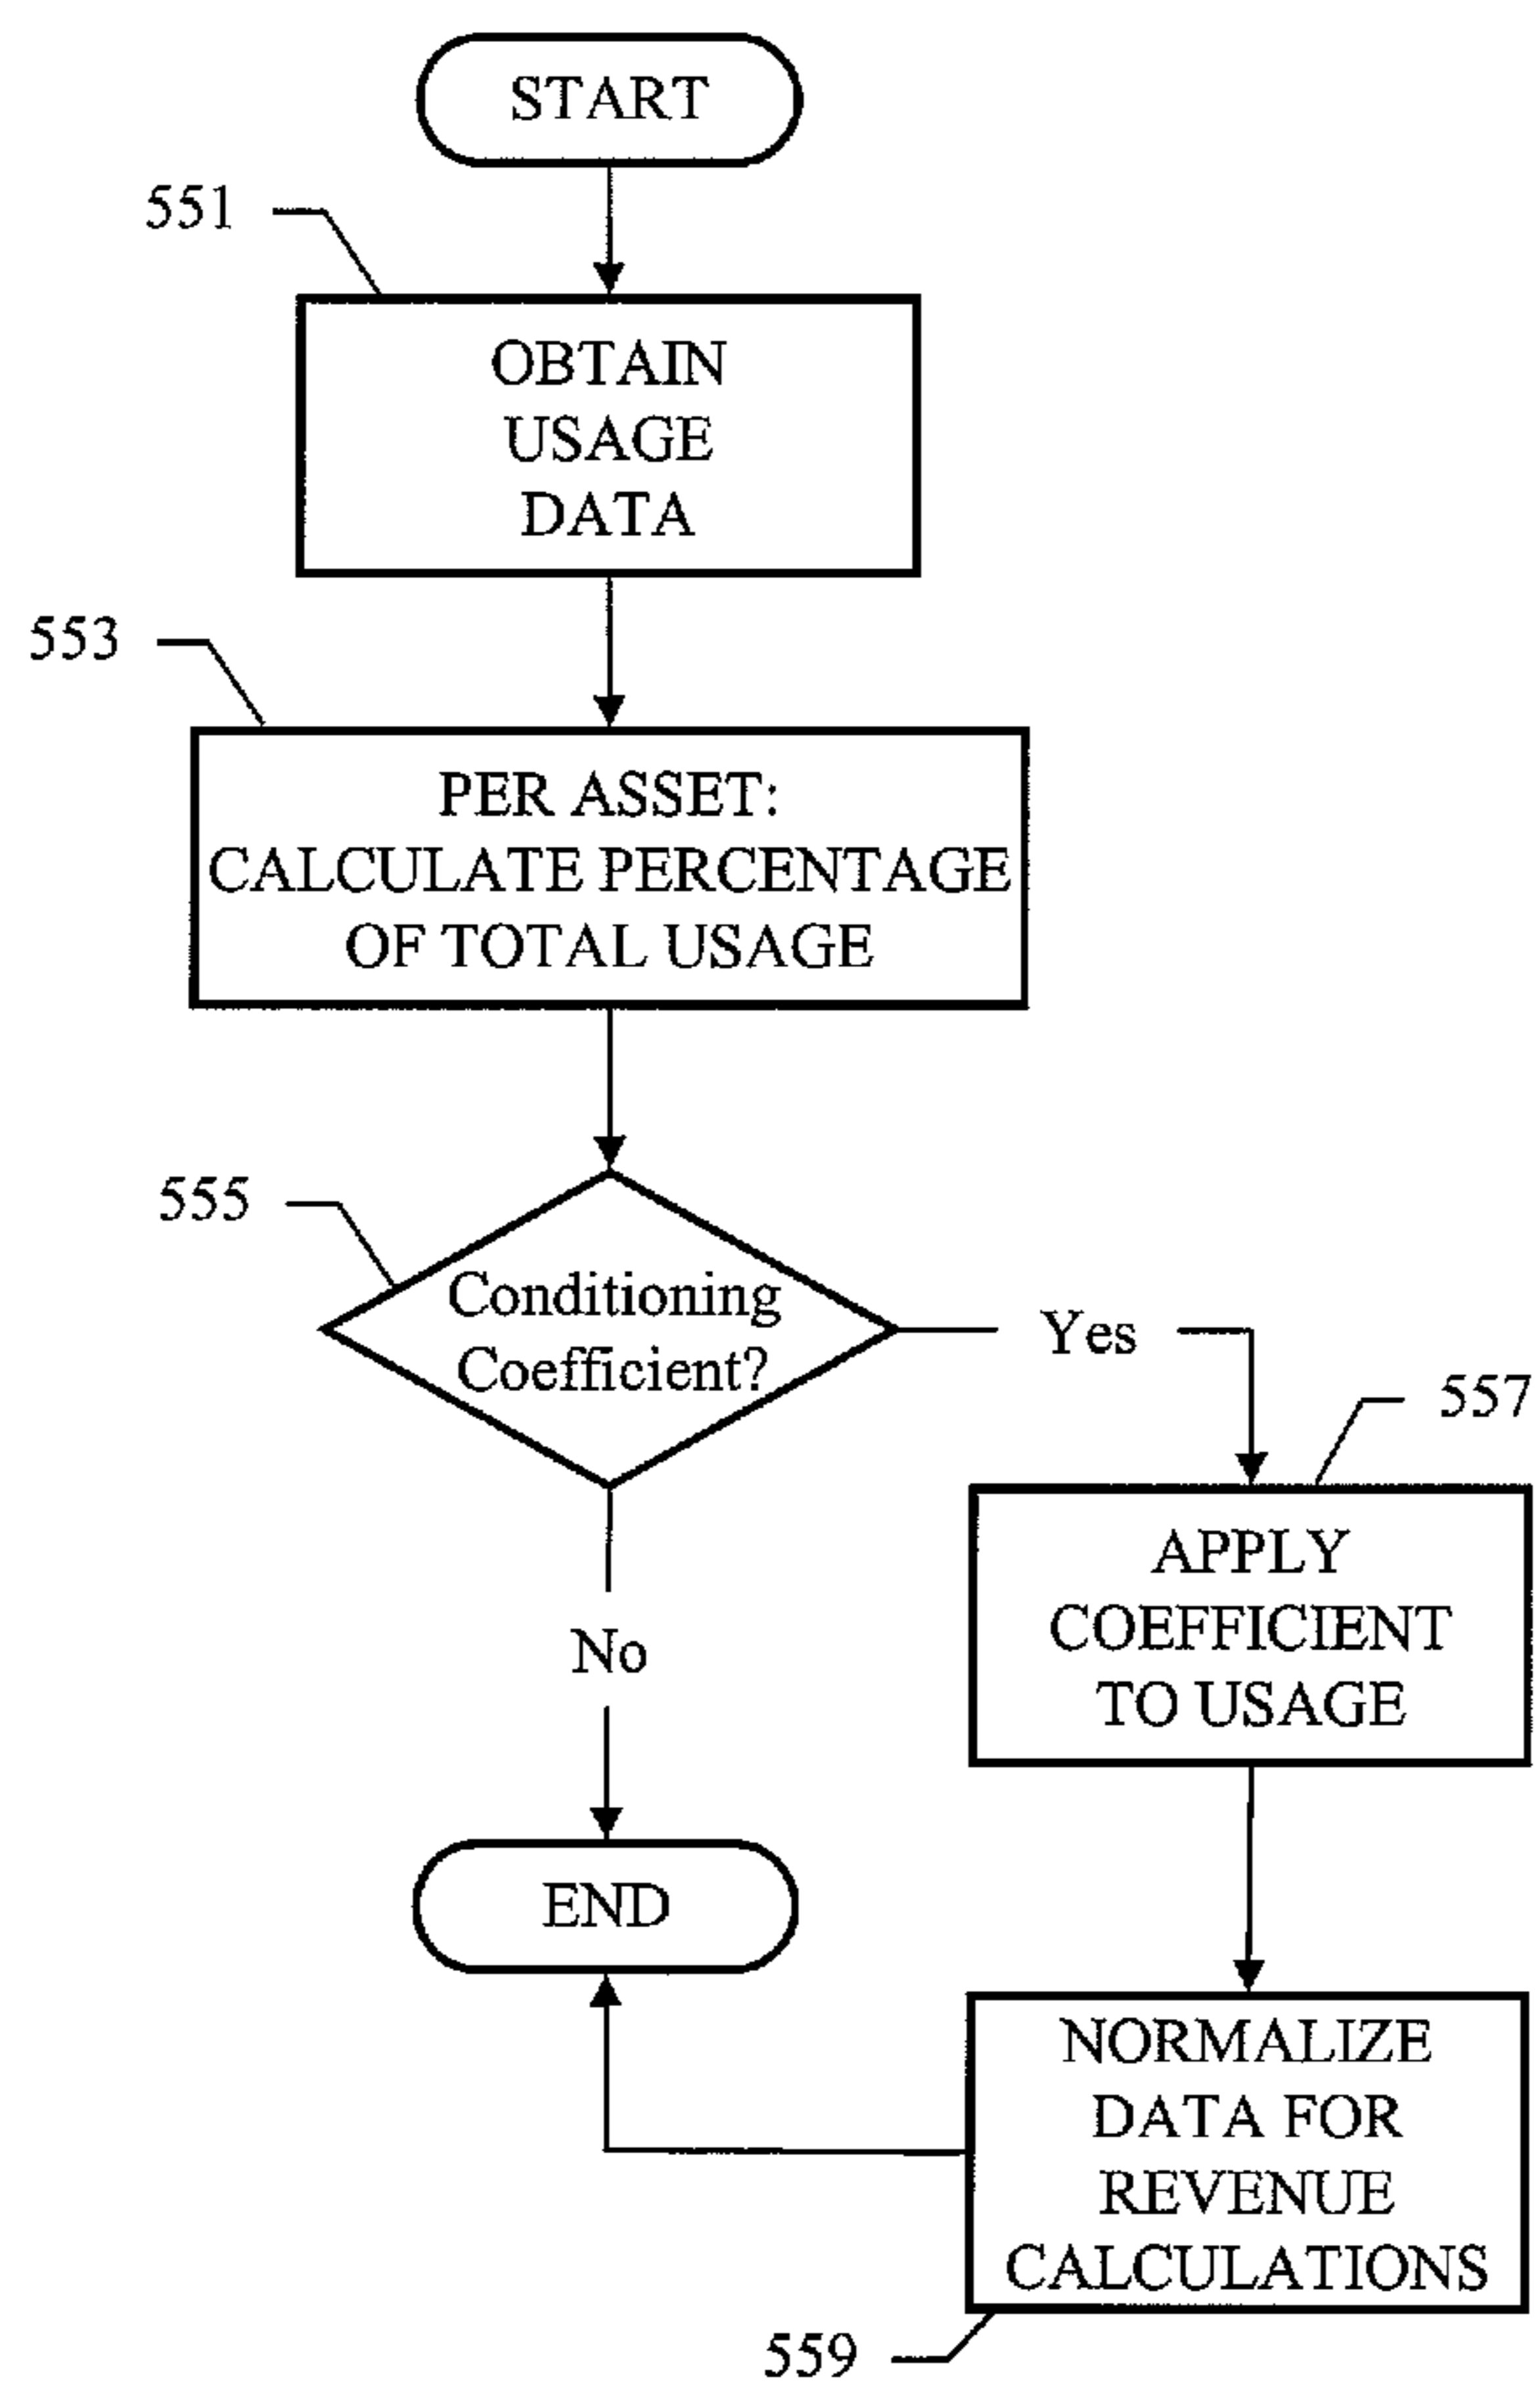 START
551
OBTAIN
USAGE
DATA
553
PER ASSET:
CALCULATE PERCENTAGE
OF TOTAL USAGE
555
Conditioning
Coefficient?
Yes
557
APPLY
COEFFICIENT
TO USAGE
No
END
NORMALIZE
DATA FOR
REVENUE
CALCULATIONS
559